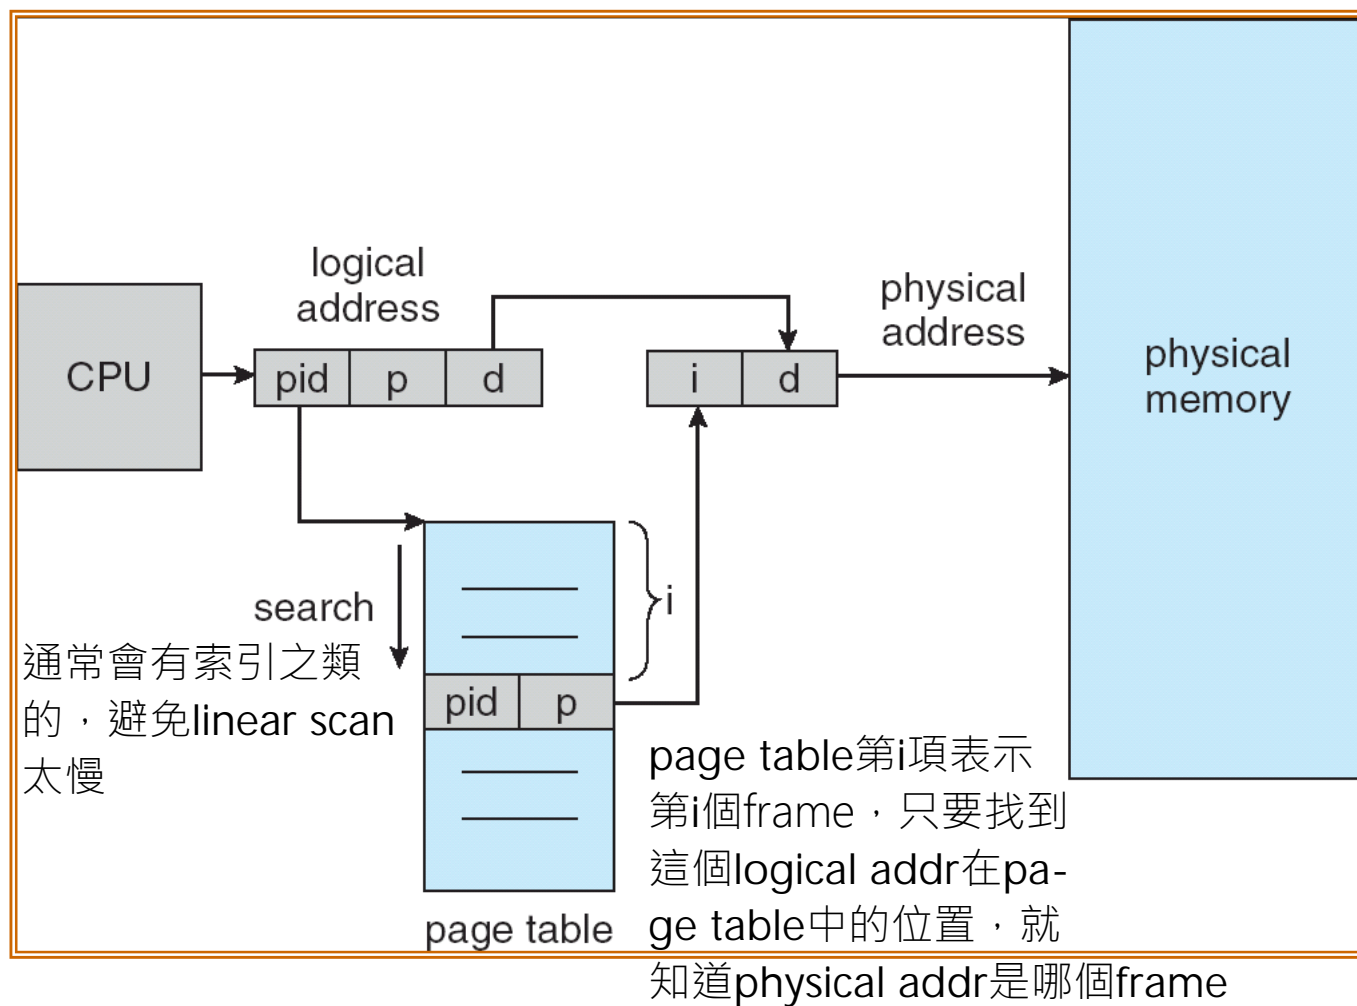 logical
address
physical
address
CPU
pid p d
i d
physical
memory
search
i
通常會有索引之類
的，避免linear scan
太慢
pid p
page table第i項表示
第i個frame，只要找到
這個logical addr在pa-
ge table中的位置，就
知道physical addr是哪個frame
page table